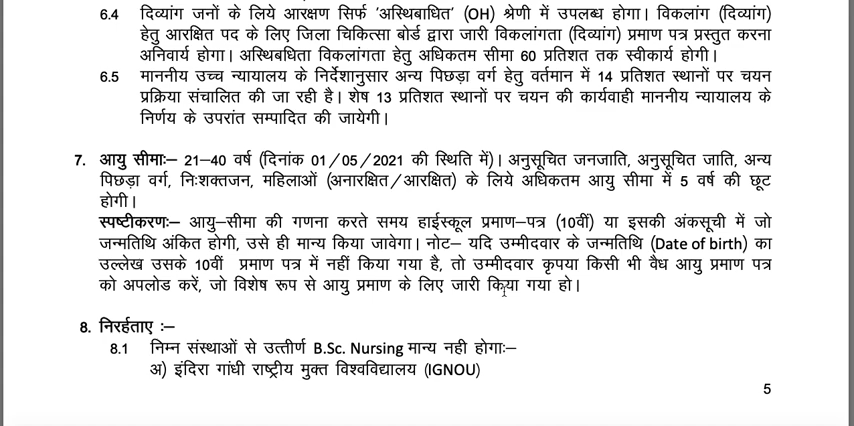 6.4 दिव्यांग जनों के लिये आरक्षण सिर्फ 'अस्थिबाधित' (OH) श्रेणी में उपलब्ध होगा। विकलांग (दिव्यांग)
हेतु आरक्षित पद के लिए जिला चिकित्सा बोर्ड द्वारा जारी विकलांगता (दिव्यांग) प्रमाण पत्र प्रस्तुत करना
अनिवार्य होगा। अस्थिबधिता विकलांगता हेतु अधिकतम सीमा 60 प्रतिशत तक स्वीकार्य होगी।
6.5 माननीय उच्च न्यायालय के निर्देशानुसार अन्य पिछड़ा वर्ग हेतु वर्तमान में 14 प्रतिशत स्थानों पर चयन
प्रक्रिया संचालित की जा रही है। शेष 13 प्रतिशत स्थानों पर चयन की कार्यवाही माननीय न्यायालय के
निर्णय के उपरांत सम्पादित की जायेगी।
7. आयु सीमाः– 21–40 वर्ष (दिनांक 01/05/2021 की स्थिति में)। अनुसूचित जनजाति, अनुसूचित जाति, अन्य
पिछड़ा वर्ग, निःशक्तजन, महिलाओं (अनारक्षित/आरक्षित) के लिये अधिकतम आयु सीमा में 5 वर्ष की छूट
होगी।
स्पष्टीकरणः– आयु–सीमा की गणना करते समय हाईस्कूल प्रमाण–पत्र (10वीं) या इसकी अंकसूची में जो
जन्मतिथि अंकित होगी, उसे ही मान्य किया जावेगा। नोट– यदि उम्मीदवार के जन्मतिथि (Date of birth) का
उल्लेख उसके 10वीं प्रमाण पत्र में नहीं किया गया है, तो उम्मीदवार कृपया किसी भी वैध आयु प्रमाण पत्र
को अपलोड करें, जो विशेष रूप से आयु प्रमाण के लिए जारी किया गया हो।
8. निरर्हताए :–
8.1 निम्न संस्थाओं से उत्तीर्ण B.Sc. Nursing मान्य नही होगाः–
अ) इंदिरा गांधी राष्ट्रीय मुक्त विश्वविद्यालय (IGNOU)
5